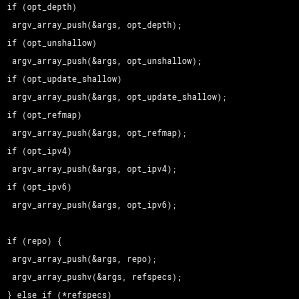 if (opt_depth)
argv_array_push(&args, opt_depth);
if (opt_unshallow)
argv_array_push(&args, opt_unshallow);
if (opt_update_shallow)
argv_array_push(&args, opt_update_shallow);
if (opt_refmap)
argv_array_push(&args, opt_refmap);
if (opt_ipv4)
argv_array_push(&args, opt_ipv4);
if (opt_ipv6)
argv_array_push(&args, opt_ipv6);
if (repo) {
argv_array_push(&args, repo);
argv_array_pushv(&args, refspecs);
} else if (*refspecs)